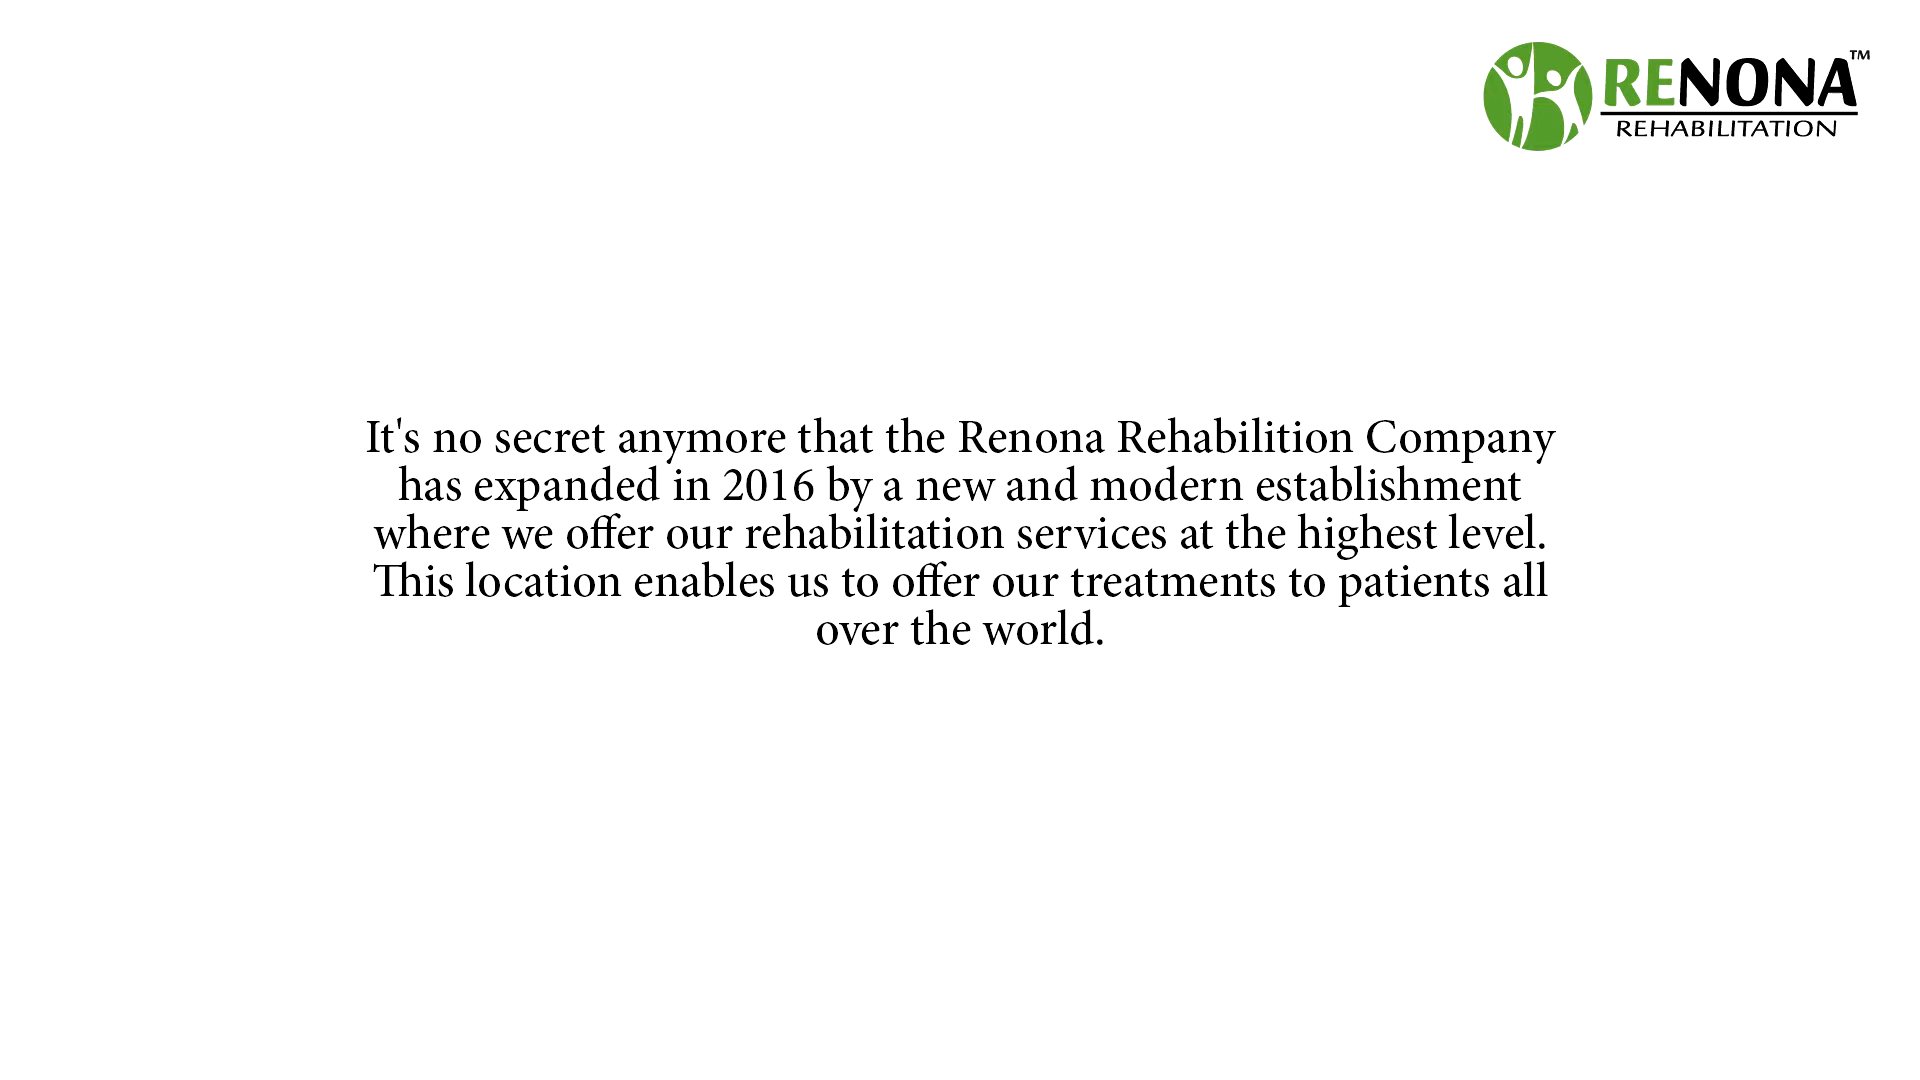 RENONA™
REHABILITATION
It's no secret anymore that the Renona Rehabilition Company
has expanded in 2016 by a new and modern establishment
where we offer our rehabilitation services at the highest level.
This location enables us to offer our treatments to patients all
over the world.